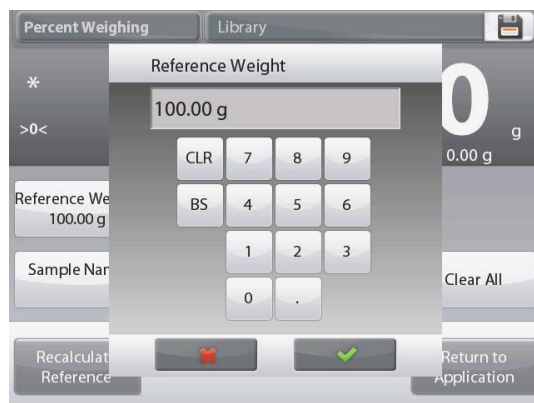 Percent Weighing
Library
Reference Weight
*
100.00 g
0
>0<
g
0.00 g
CLR 7 8 9
Reference We
100.00 g
BS 4 5 6
1 2 3
Sample Nar
Clear All
0 .
Recalculat
Reference
Return to
Application